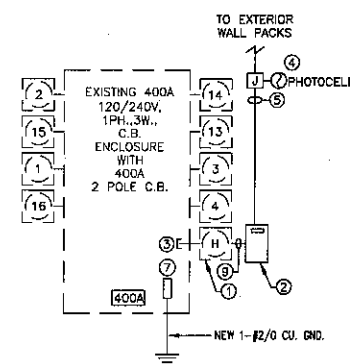 TO EXTERIOR
WALL PACKS
4
J
PHOTOCELL
5
2
EXISTING 400A
120/240V,
1PH.,3W.,
C.B.
ENCLOSURE
WITH
400A
2 POLE C.B.
14
15
13
1
3
16
4
3
H
9
1
2
7
400A
NEW 1-#2/0 CU. GND.